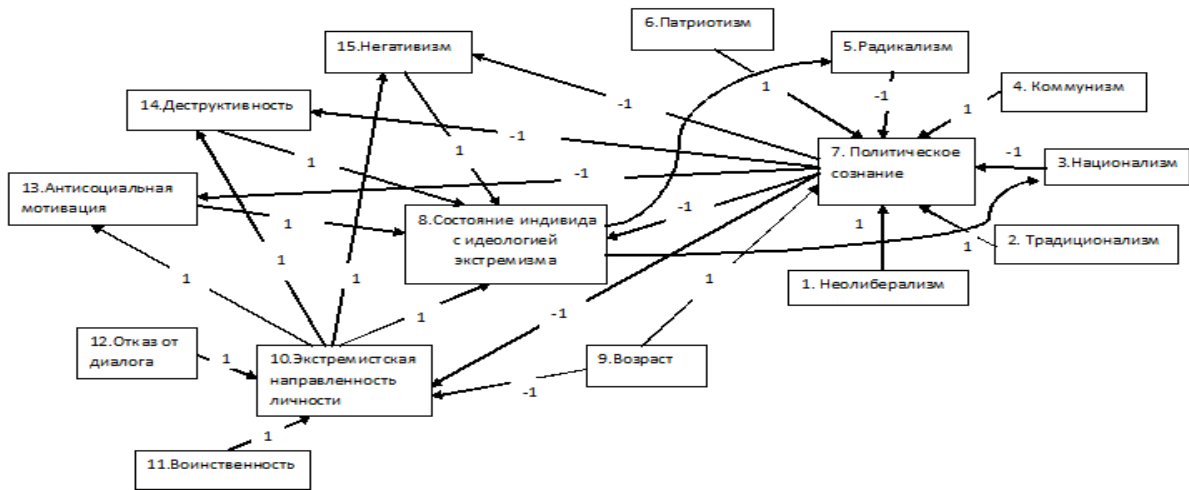 6.Патриотизм
15.Негативизм
5.Радикализм
1
-1
-1
1
4. Коммунизм
14.Деструктивность
-1
7. Политическое
сознание
-1
3.Национализм
1
1
13.Антисоциальная
мотивация
-1
8.Состояние индивида
с идеологией
экстремизма
-1
1
1
1
2. Традиционализм
1
1
1
1
1. Неолиберализм
1
-1
12.Отказ от
диалога
1
10.Экстремистская
направленность
личности
-1
9.Возраст
1
11.Воинственность